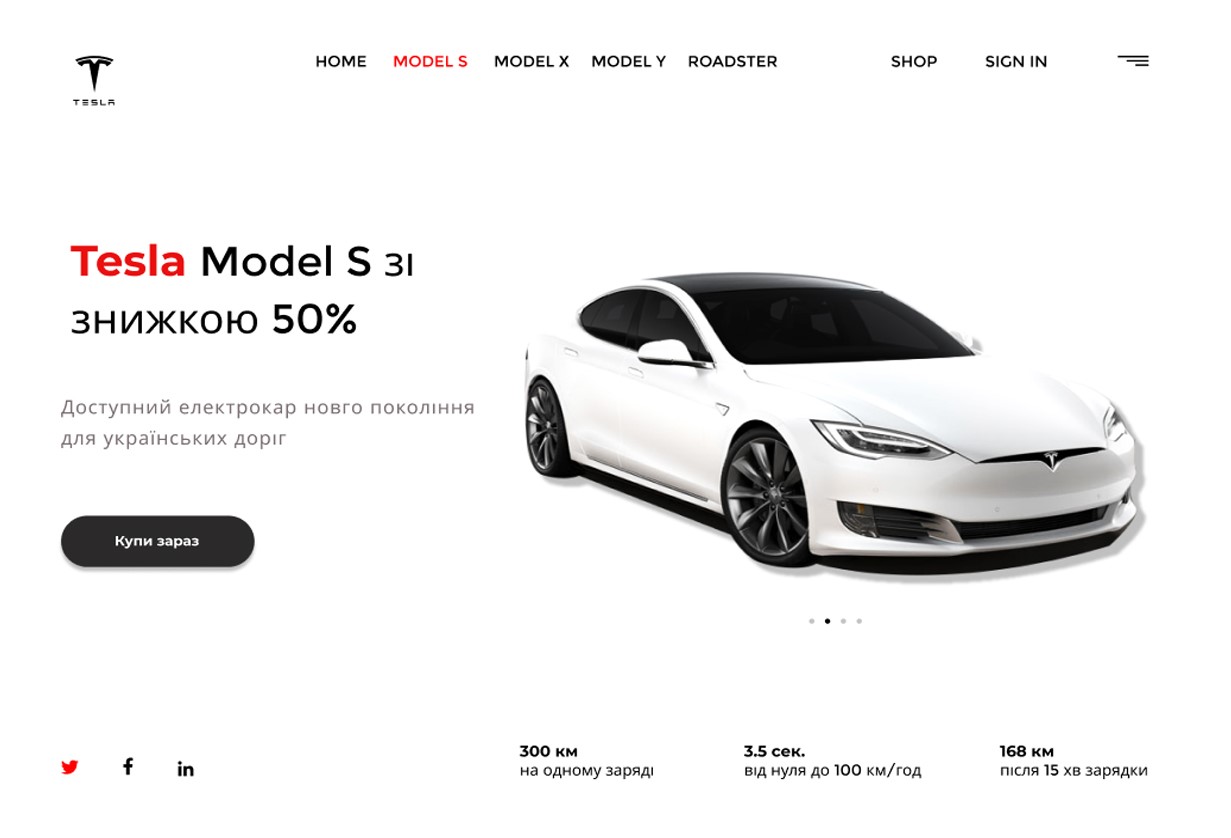 TESLA
HOME MODEL S MODEL X MODEL Y ROADSTER SHOP SIGN IN
Tesla Model S зі
знижкою 50%
Доступний електрокар новго покоління
для українських доріг
Купи зараз
300 км
на одному заряді
3.5 сек.
від нуля до 100 км/год
168 км
після 15 хв зарядки